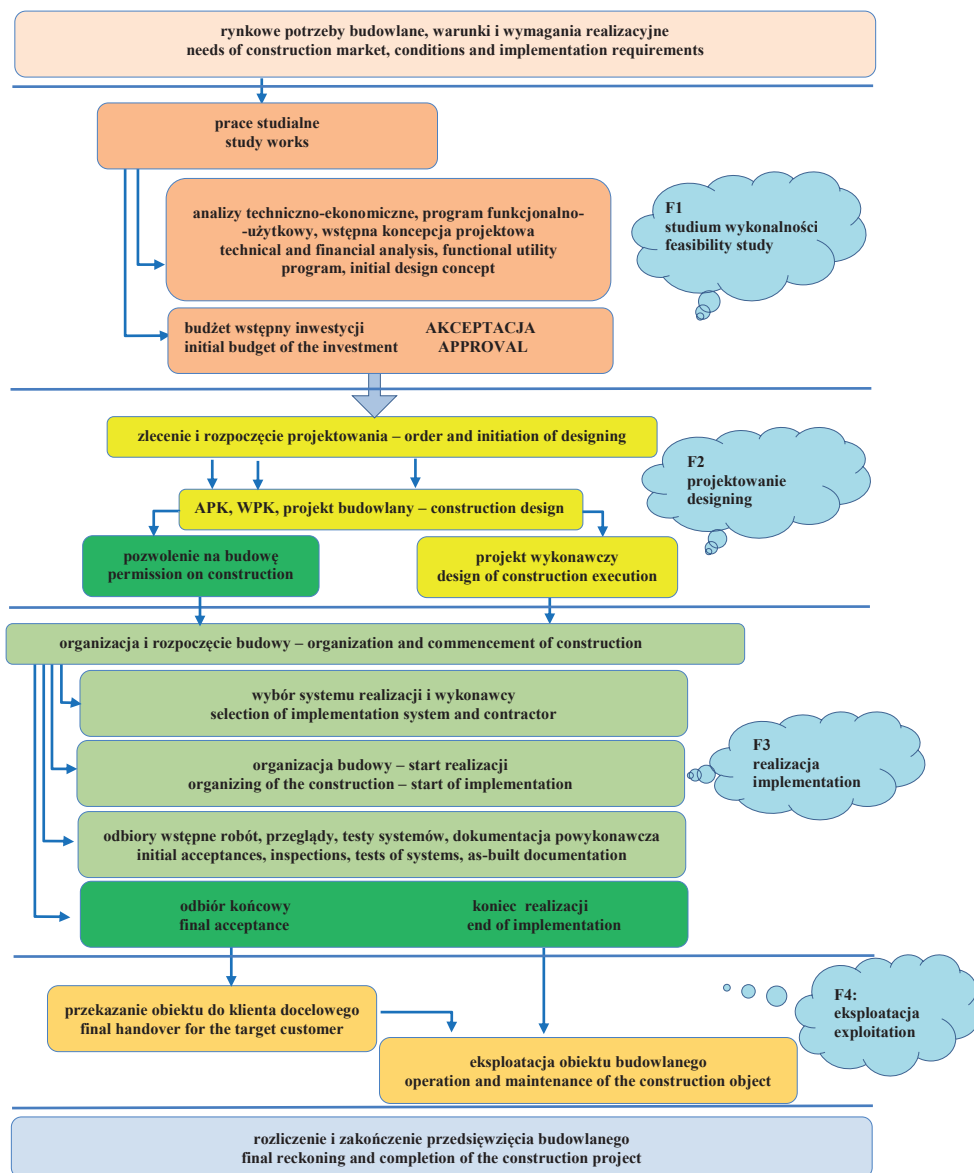 rynkowe potrzeby budowlane, warunki i wymagania realizacyjne
needs of construction market, conditions and implementation requirements
prace studialne
study works
analizy techniczno-ekonomiczne, program funkcjonalno-
-użytkowy, wstępna koncepcja projektowa
technical and financial analysis, functional utility
program, initial design concept
F1
studium wykonalności
feasibility study
budżet wstępny inwestycji AKCEPTACJA
initial budget of the investment APPROVAL
zlecenie i rozpoczęcie projektowania – order and initiation of designing
F2
projektowanie
designing
APK, WPK, projekt budowlany – construction design
pozwolenie na budowę
permission on construction
projekt wykonawczy
design of construction execution
organizacja i rozpoczęcie budowy – organization and commencement of construction
wybór systemu realizacji i wykonawcy
selection of implementation system and contractor
organizacja budowy – start realizacji
organizing of the construction – start of implementation
F3
realizacja
implementation
odbiory wstępne robót, przeglądy, testy systemów, dokumentacja powykonawcza
initial acceptances, inspections, tests of systems, as-built documentation
odbiór końcowy
final acceptance
koniec realizacji
end of implementation
przekazanie obiektu do klienta docelowego
final handover for the target customer
F4:
eksploatacja
exploitation
eksploatacja obiektu budowlanego
operation and maintenance of the construction object
rozliczenie i zakończenie przedsięwzięcia budowlanego
final reckoning and completion of the construction project